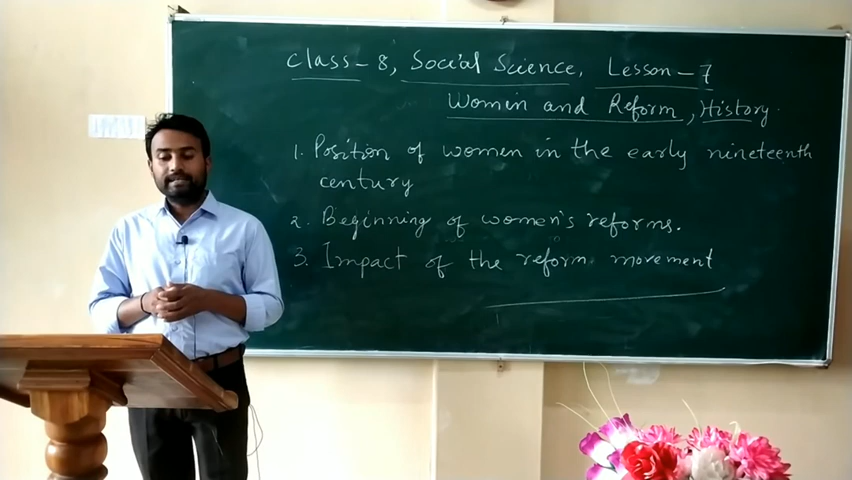 Class - 8, Social Science, Lesson - 7
Women and Reform, History.
1. Position of women in the early nineteenth
century
2. Beginning of women's reforms.
3. Impact of the reform movement